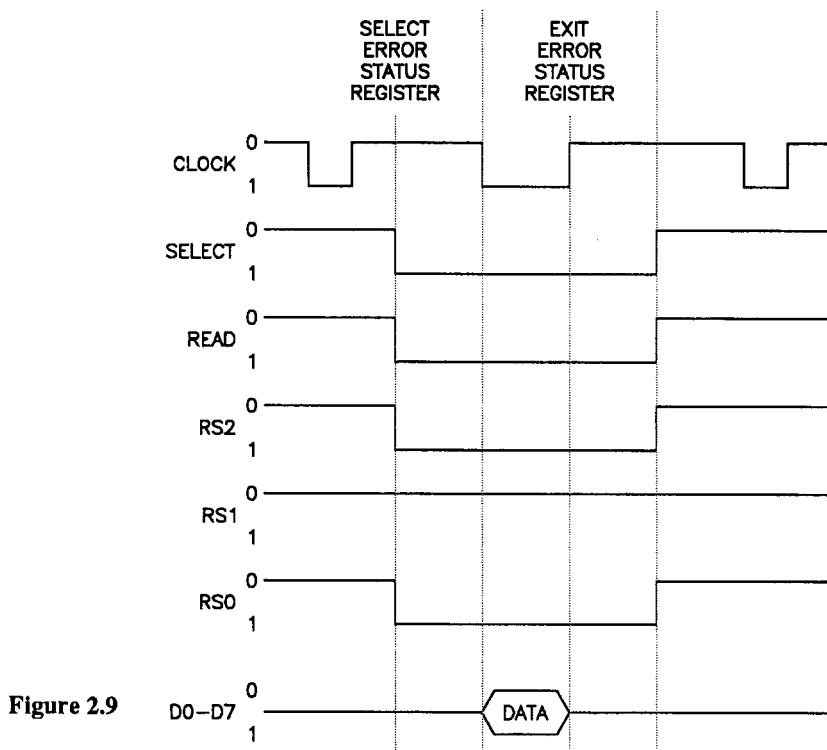 SELECT
ERROR
STATUS
REGISTER
EXIT
ERROR
STATUS
REGISTER
CLOCK
0
1
SELECT
0
1
READ
0
1
RS2
0
1
RS1
0
1
RS0
0
1
Figure 2.9
D0-D7
0
1
DATA